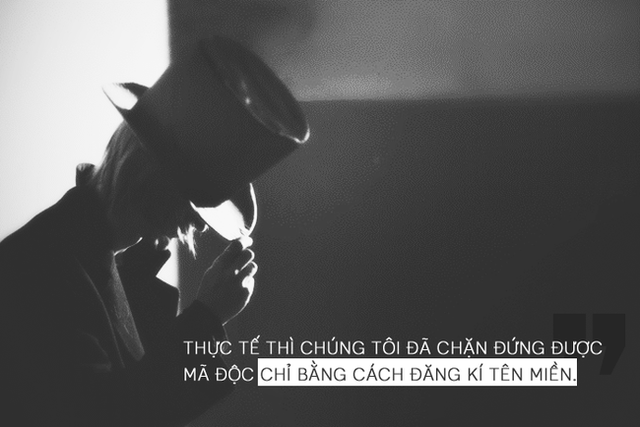 THỰC TẾ THÌ CHÚNG TÔI ĐÃ CHẶN ĐỨNG ĐƯỢC
MÃ ĐỘC CHỈ BẰNG CÁCH ĐĂNG KÍ TÊN MIỀN.
”